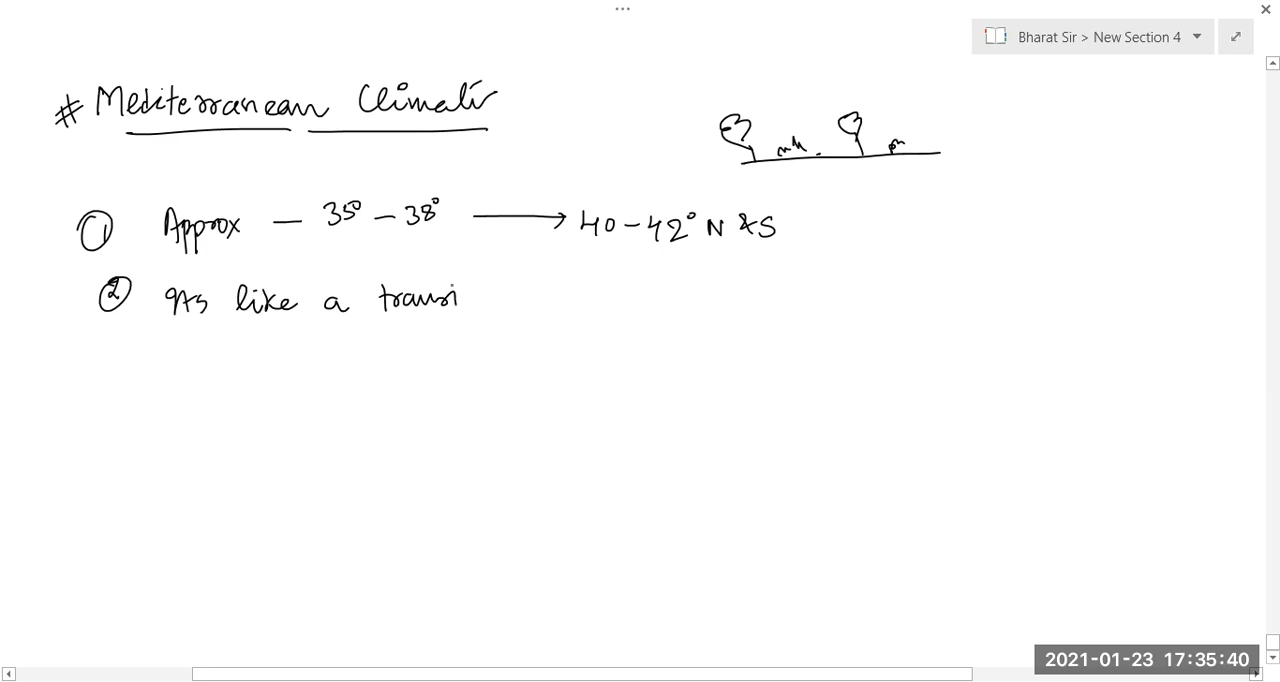 Bharat Sir > New Section 4
# Mediterranean Climatic
① Approx — 35° – 38° ⟶ 40 – 42° N & S
② Its like a transi
2021-01-23 17:35:40